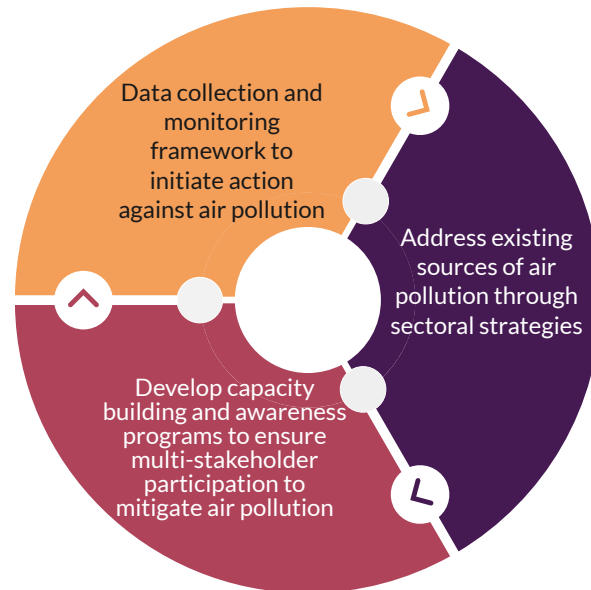 Data collection and
monitoring
framework to
initiate action
against air pollution
Address existing
sources of air
pollution through
sectoral strategies
Develop capacity
building and awareness
programs to ensure
multi-stakeholder
participation to
mitigate air pollution